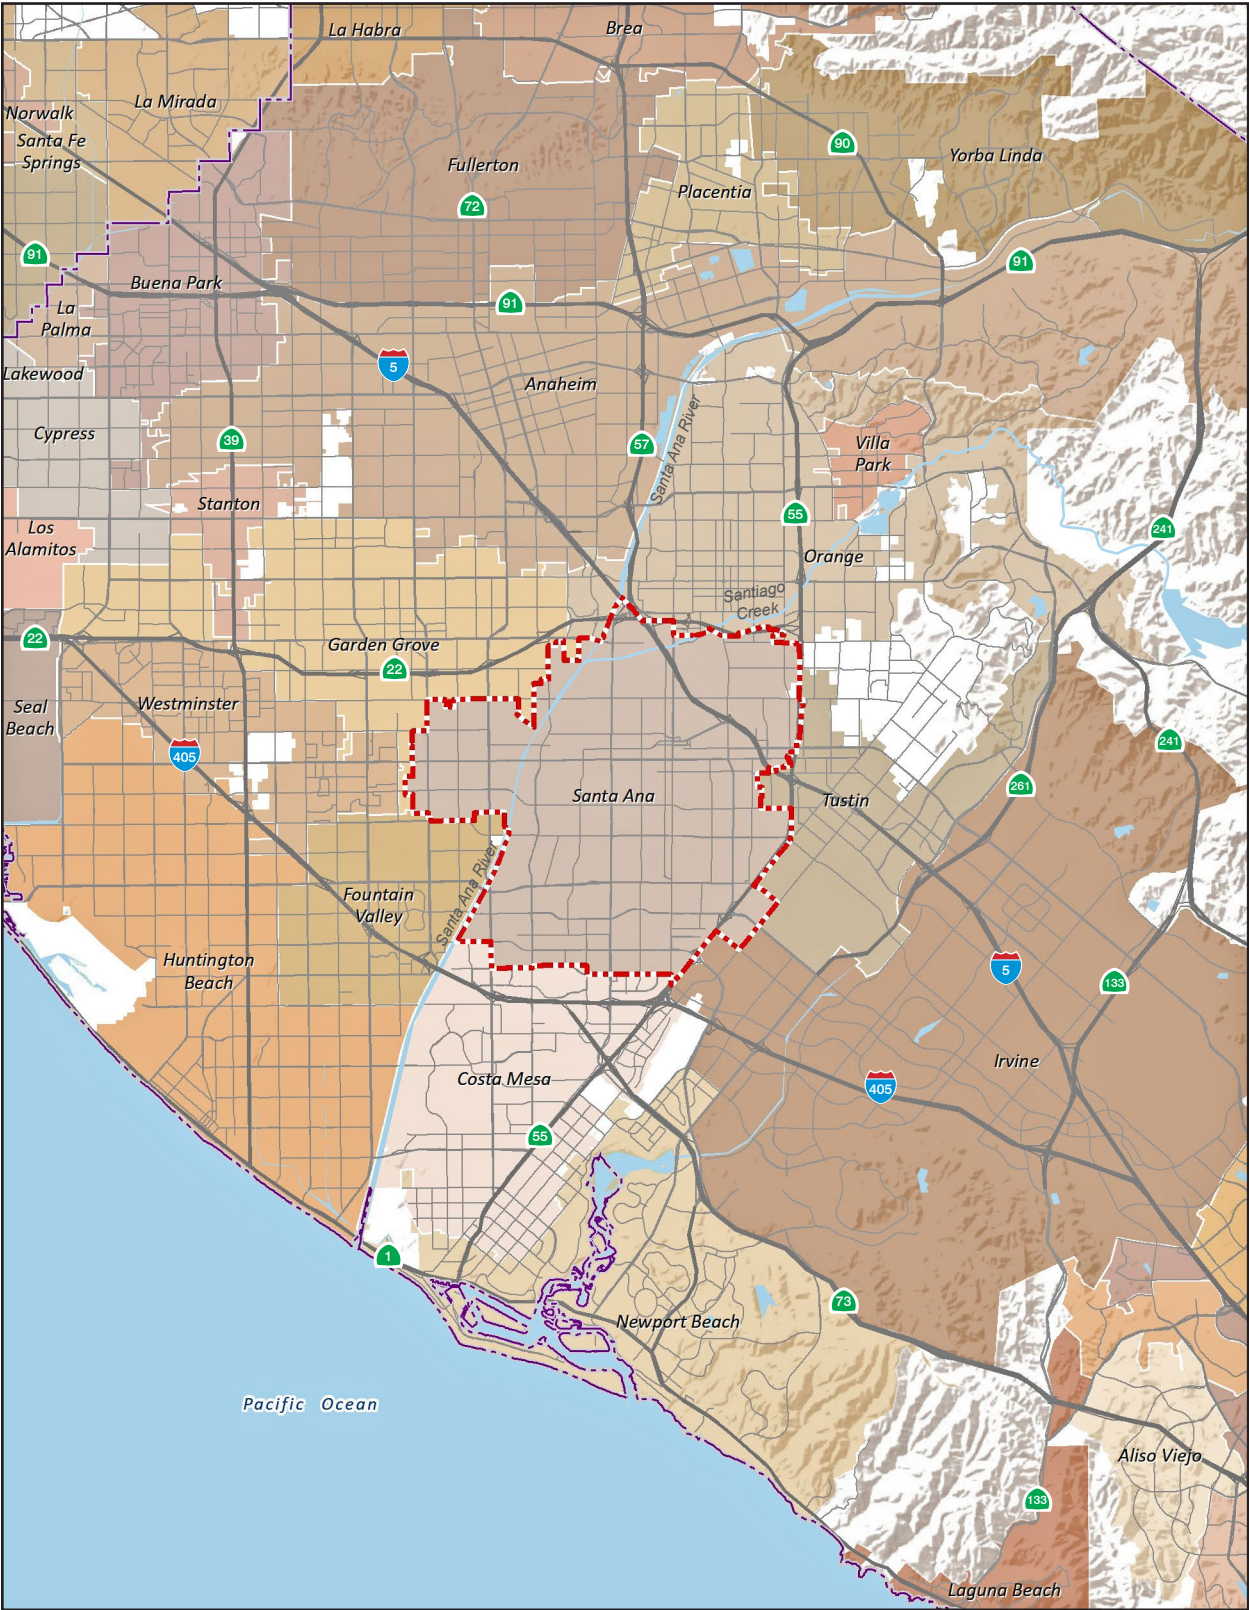 La Habra
Brea
La Mirada
Norwalk
Santa Fe
Springs
90
Yorba Linda
Fullerton
Placentia
72
91
91
Buena Park
91
La
Palma
5
Lakewood
Anaheim
Cypress
39
57
Santa Ana River
Villa
Park
Stanton
55
241
Los
Alamitos
Orange
Santiago
Creek
22
Garden Grove
22
Seal
Beach
Westminster
405
241
261
Santa Ana
Tustin
Fountain
Valley
Santa Ana River
Huntington
Beach
5
133
Irvine
Costa Mesa
405
55
1
73
Newport Beach
Pacific Ocean
Aliso Viejo
133
Laguna Beach